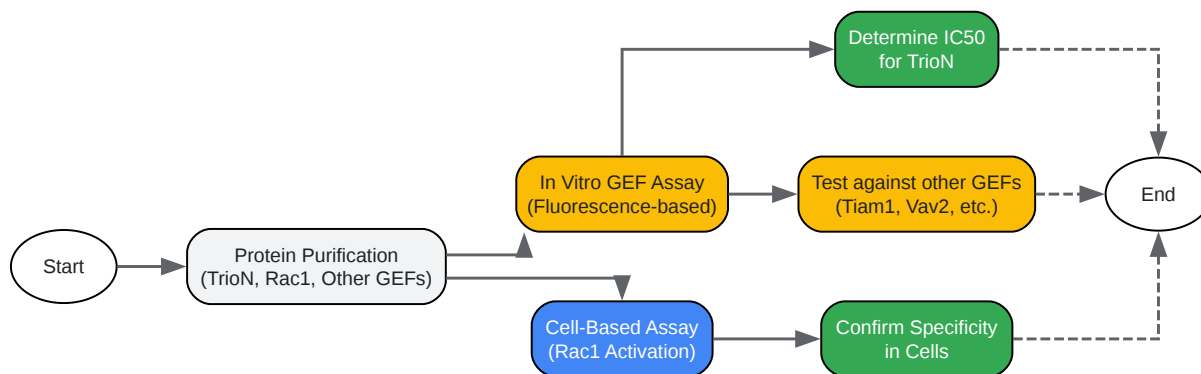 Start
Protein Purification
(TrioN, Rac1, Other GEFs)
In Vitro GEF Assay
(Fluorescence-based)
Determine IC50
for TrioN
Test against other GEFs
(Tiam1, Vav2, etc.)
Cell-Based Assay
(Rac1 Activation)
Confirm Specificity
in Cells
End